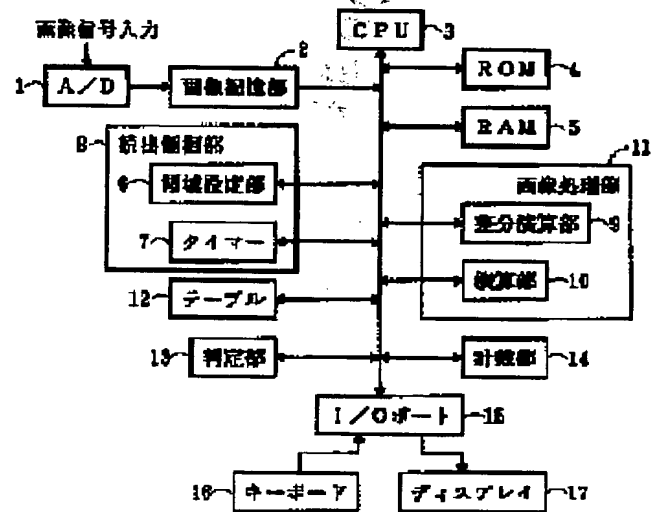 画像信号入力
CPU 3
1 A/D
画像記憶部 2
ROM 4
RAM 5
8 読出制御部
6 領域設定部
7 タイマー
画像処理部 11
差分演算部 9
演算部 10
12 テーブル
13 判定部
計数部 14
I/Oポート 15
16 キーボード
ディスプレイ 17